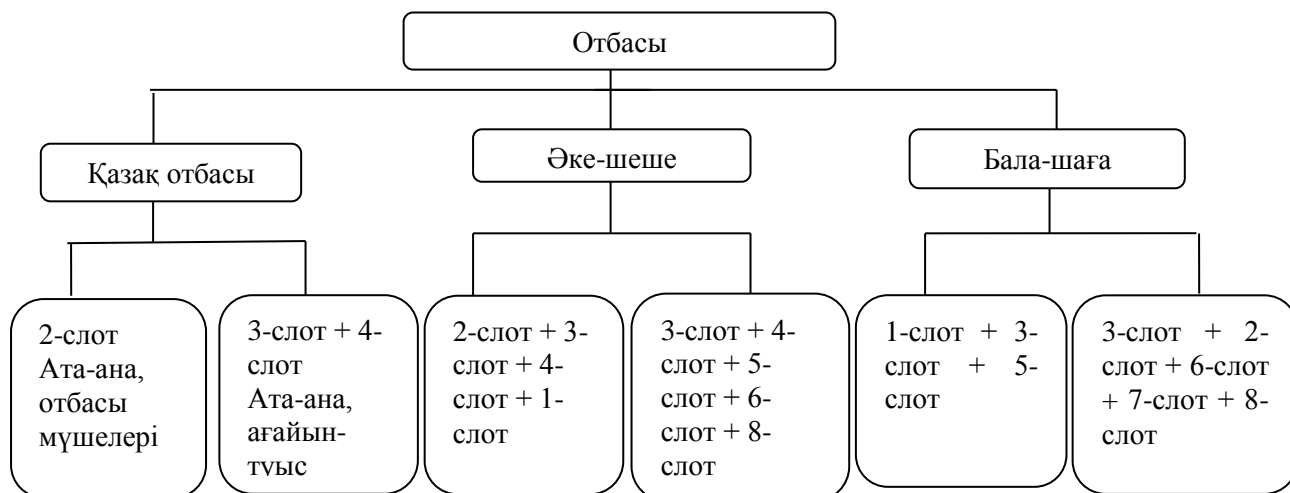 Отбасы
Қазақ отбасы
Әке-шеше
Бала-шаға
2-слот
Ата-ана,
отбасы
мүшелері
3-слот + 4-
слот
Ата-ана,
ағайын-
туыс
2-слот + 3-
слот + 4-
слот + 1-
слот
3-слот + 4-
слот + 5-
слот + 6-
слот + 8-
слот
1-слот + 3-
слот + 5-
слот
3-слот + 2-
слот + 6-слот
+ 7-слот + 8-
слот